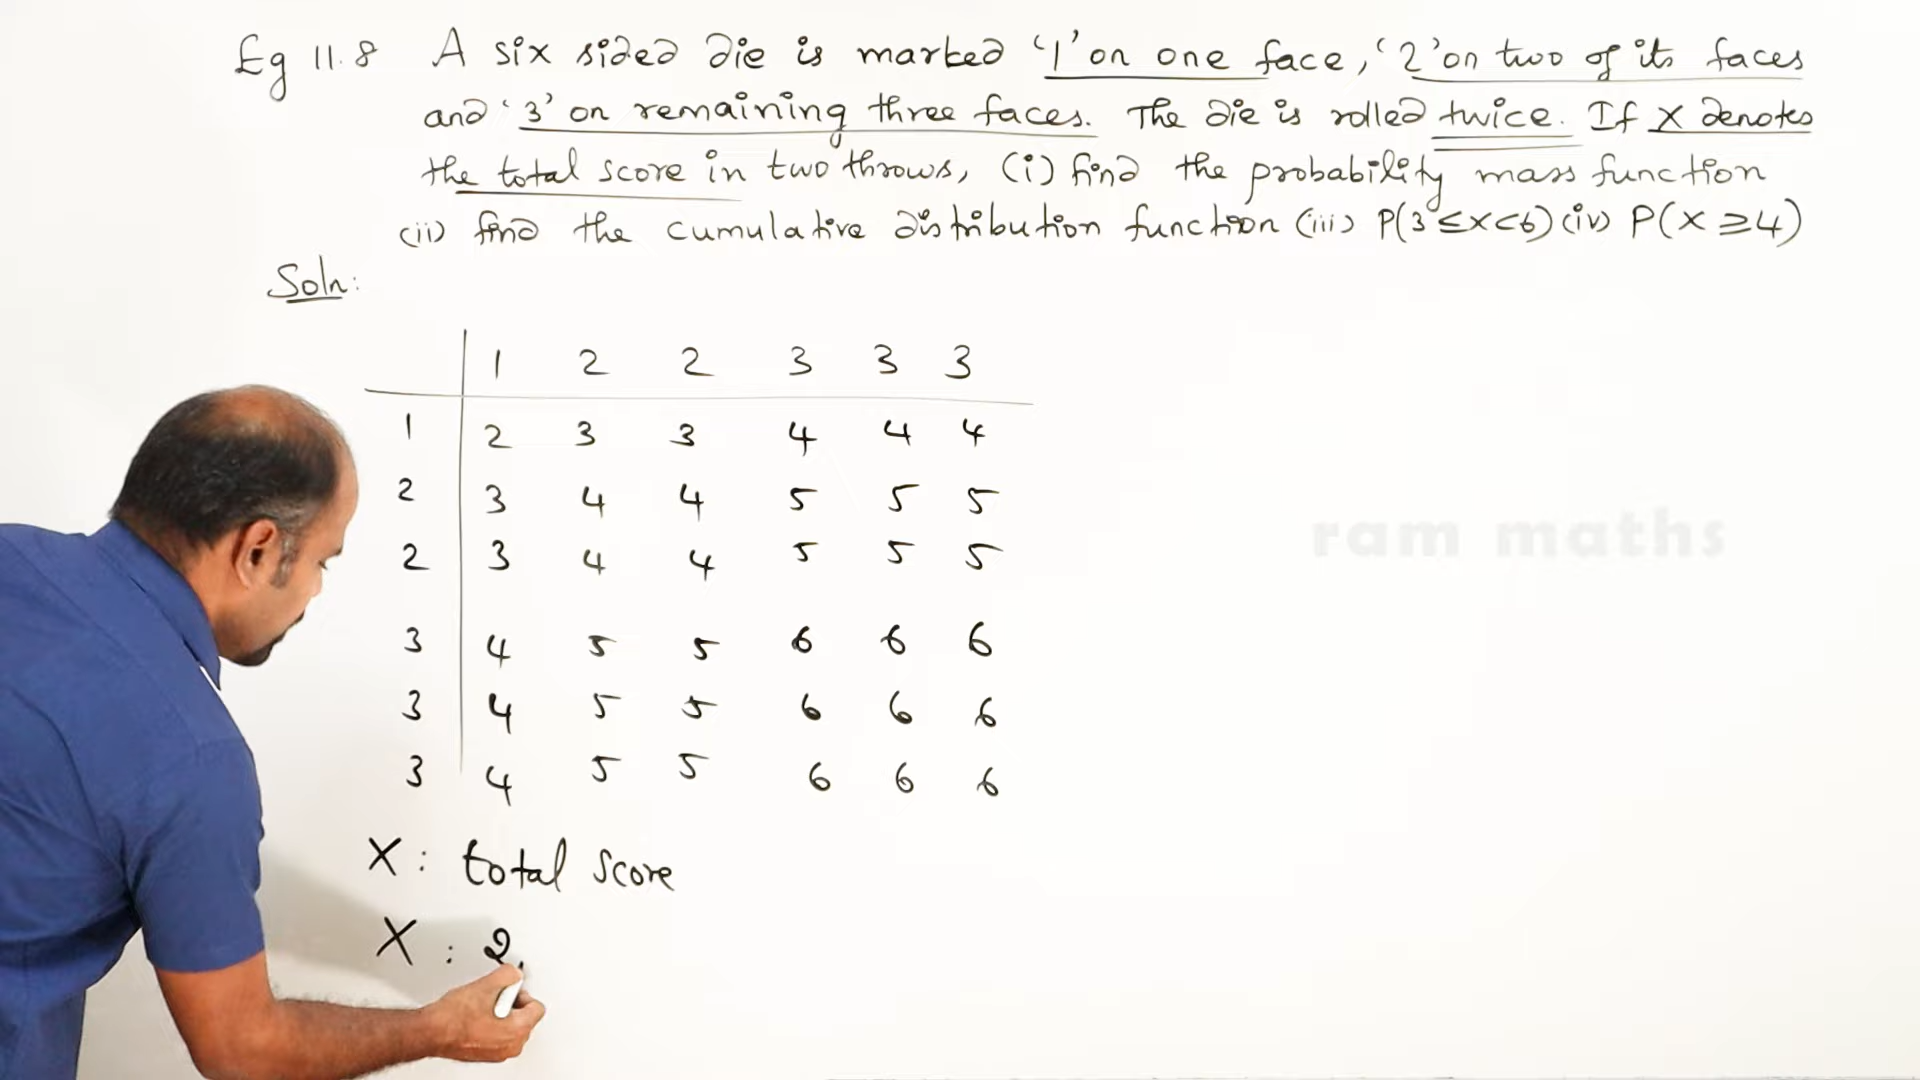 Eg 11.8 A six sided die is marked '1' on one face, '2' on two of its faces
and '3' on remaining three faces. The die is rolled twice. If X denotes
the total score in two throws, (i) find the probability mass function
(ii) find the cumulative distribution function (iii) P(3≤x<6) (iv) P(X≥4)
Soln:
1 2 2 3 3 3
1 2 3 3 4 4 4
2 3 4 4 5 5 5
2 3 4 4 5 5 5
3 4 5 5 6 6 6
3 4 5 5 6 6 6
3 4 5 5 6 6 6
X : total score
X : 2,
ram maths